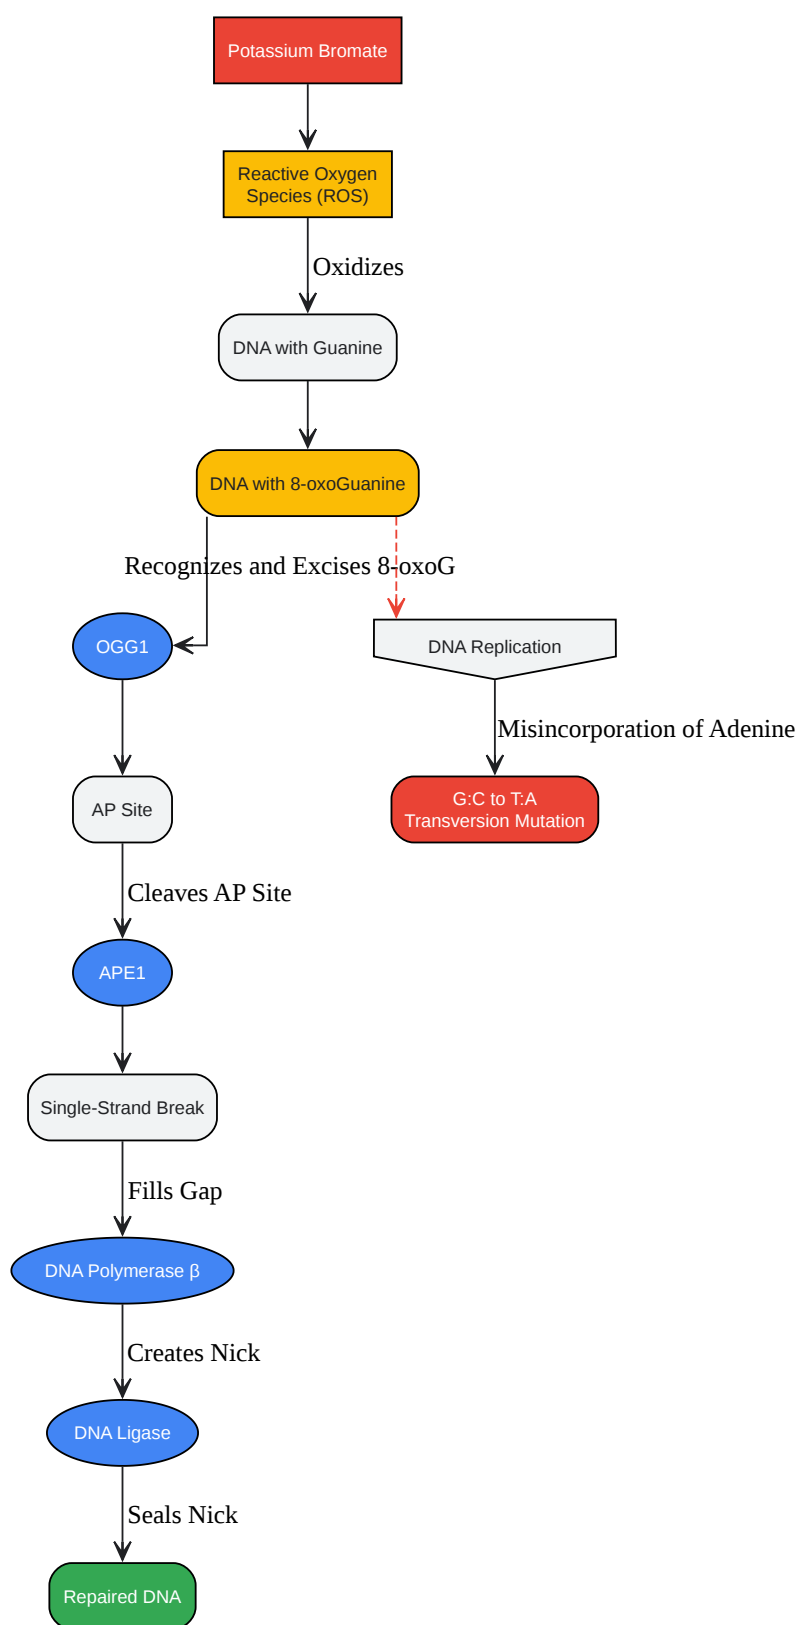 Potassium Bromate
Reactive Oxygen
Species (ROS)
Oxidizes
DNA with Guanine
DNA with 8-oxoGuanine
Recognizes and Excises 8-oxoG
OGG1
DNA Replication
Misincorporation of Adenine
AP Site
G:C to T:A
Transversion Mutation
Cleaves AP Site
APE1
Single-Strand Break
Fills Gap
DNA Polymerase β
Creates Nick
DNA Ligase
Seals Nick
Repaired DNA